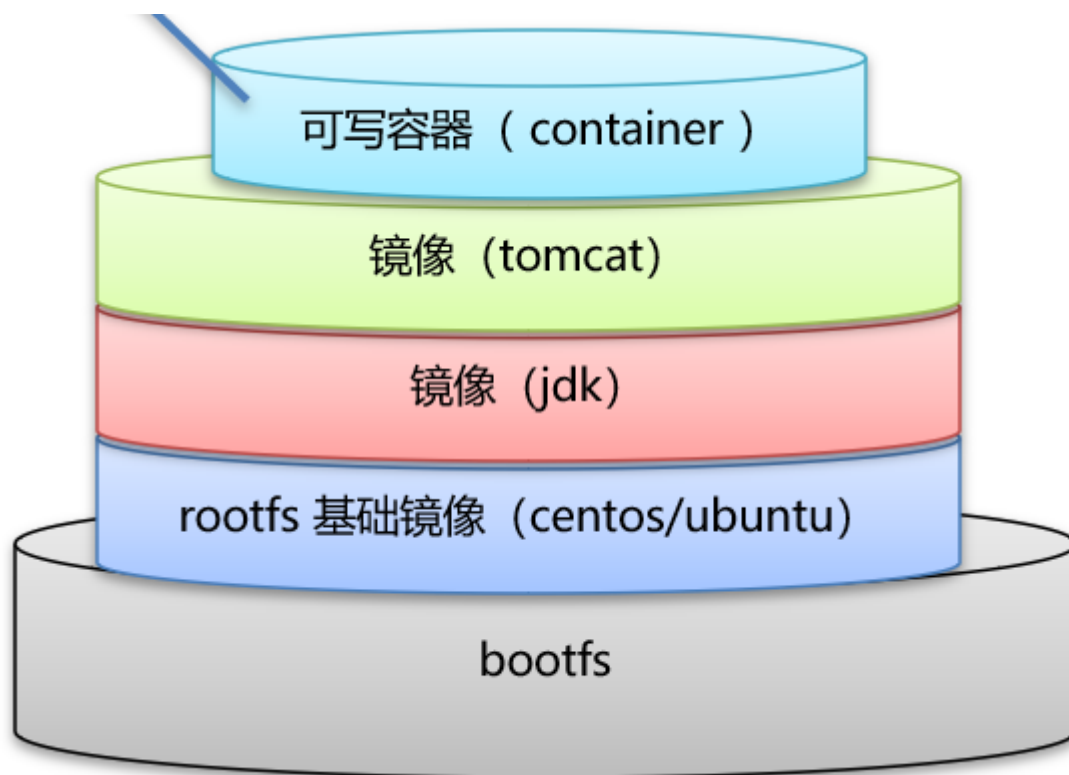 可写容器（ container ）
镜像（tomcat）
镜像（jdk）
rootfs 基础镜像（centos/ubuntu）
bootfs